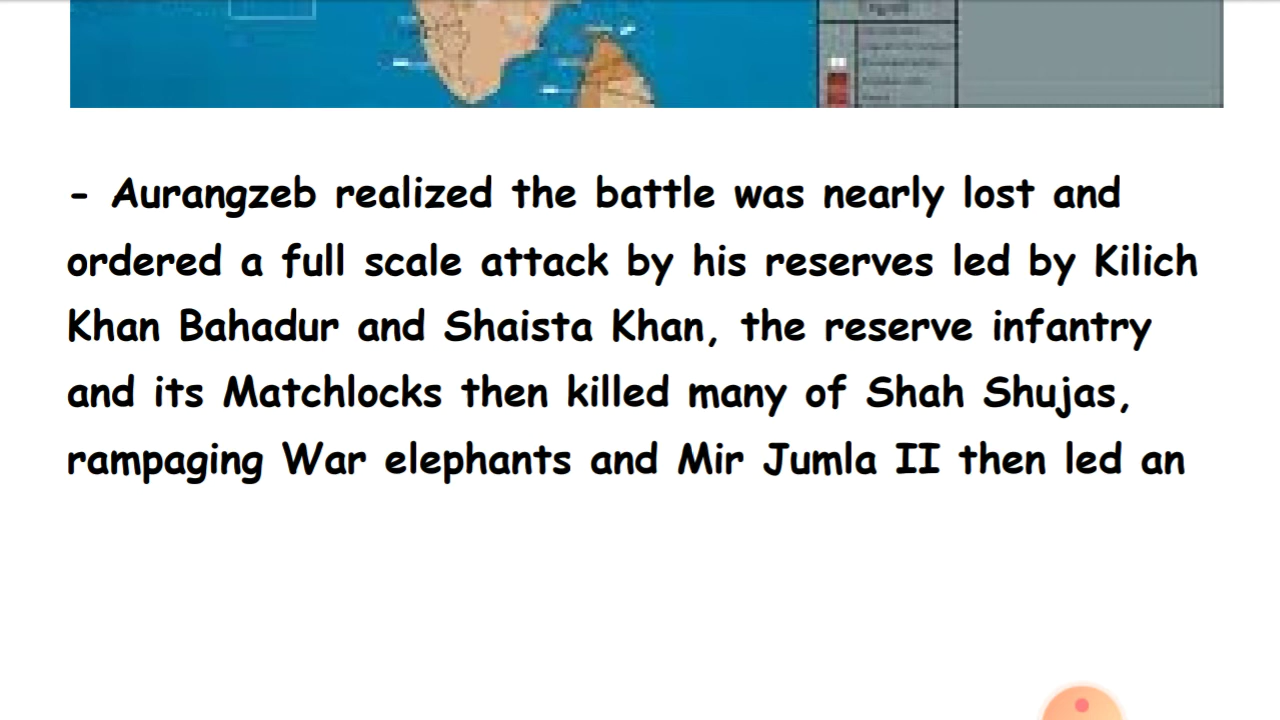 - Aurangzeb realized the battle was nearly lost and
ordered a full scale attack by his reserves led by Kilich
Khan Bahadur and Shaista Khan, the reserve infantry
and its Matchlocks then killed many of Shah Shujas,
rampaging War elephants and Mir Jumla II then led an